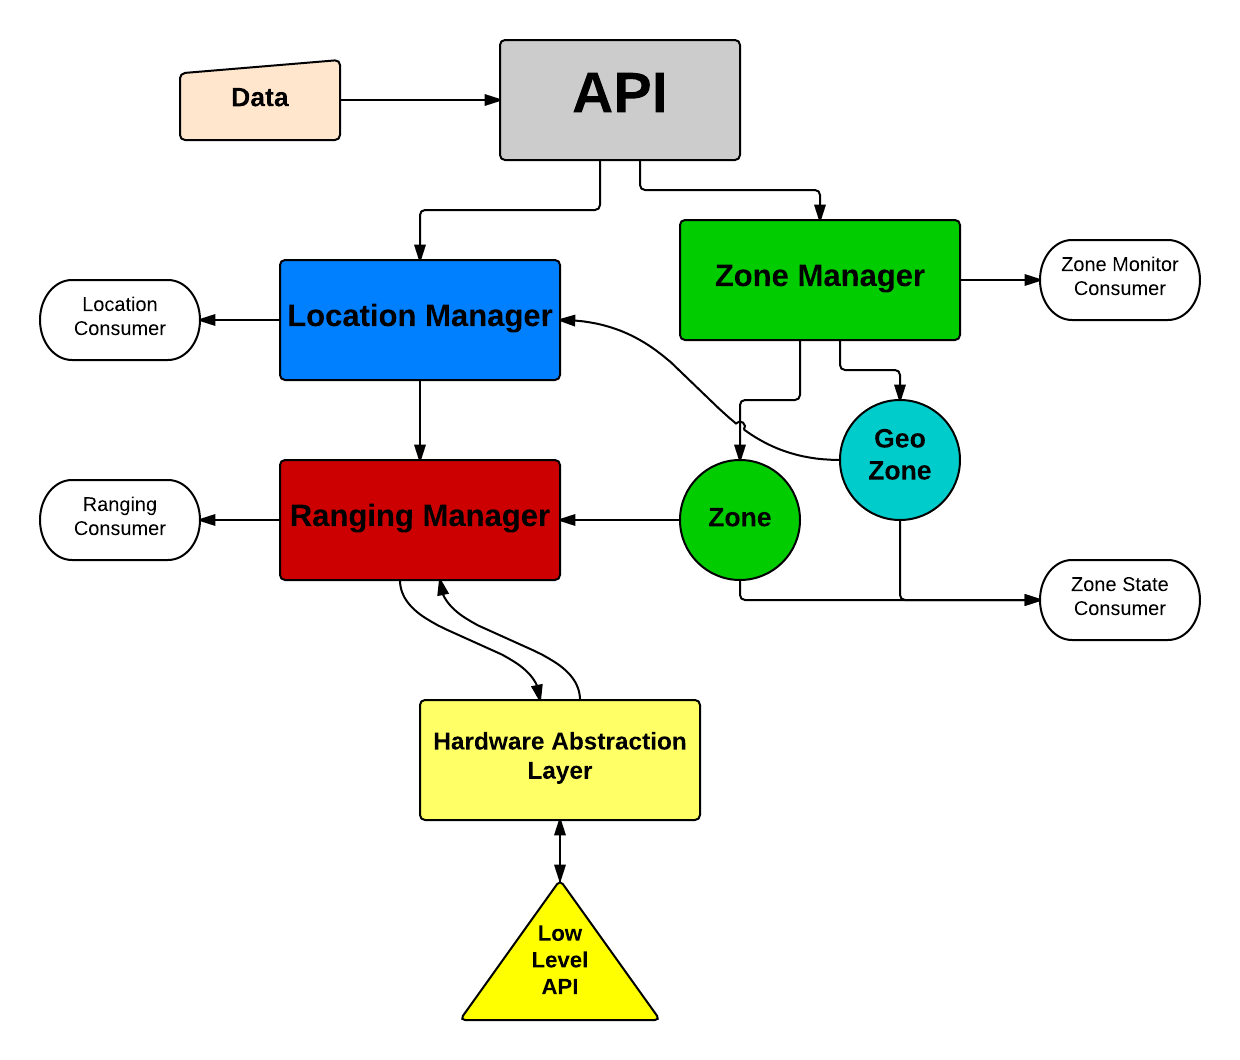 Data
API
Zone Manager
Zone Monitor
Consumer
Location
Consumer
Location Manager
Geo
Zone
Ranging
Consumer
Ranging Manager
Zone
Zone State
Consumer
Hardware Abstraction
Layer
Low
Level
API